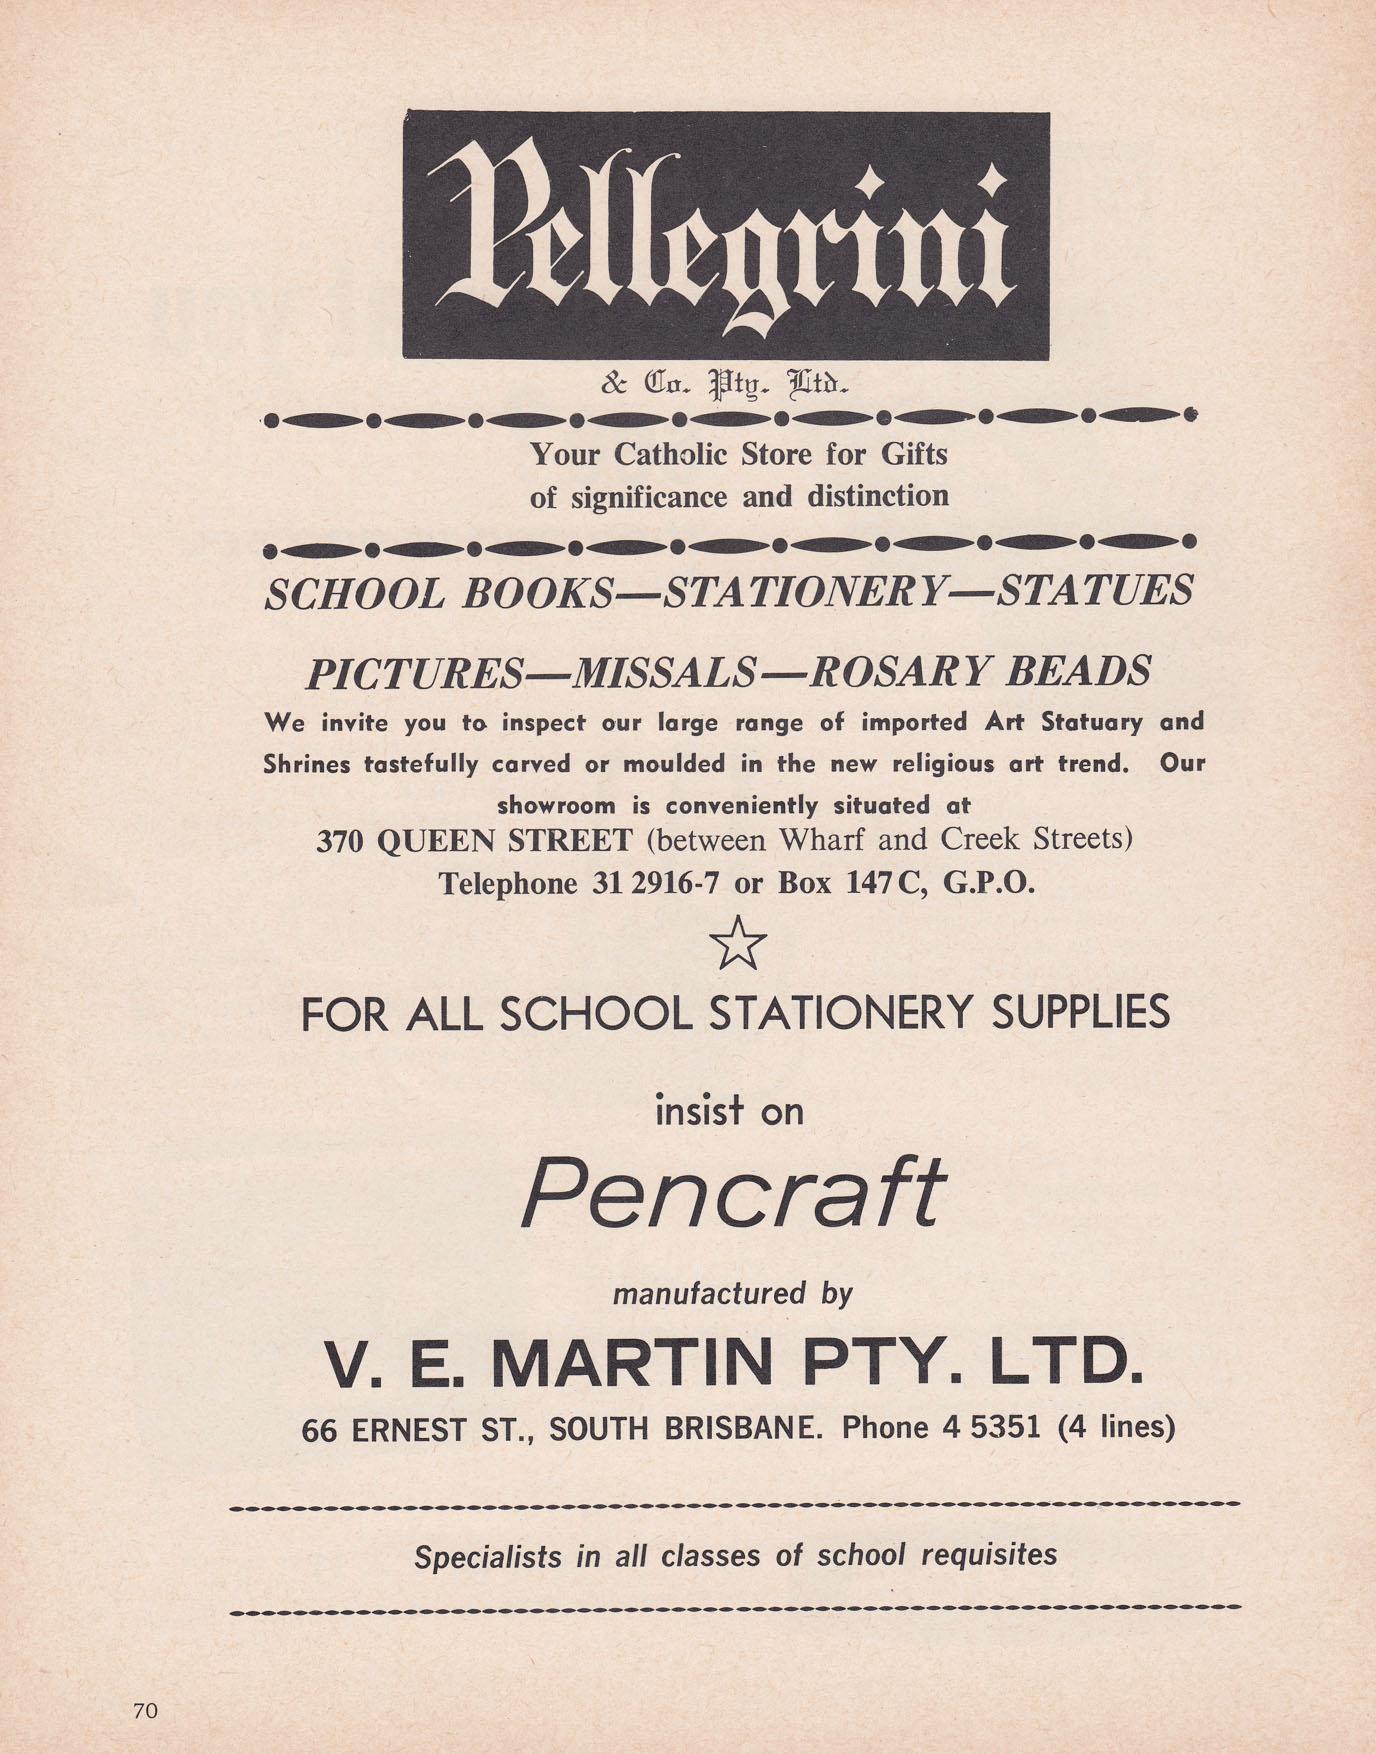 Pellegrini
& Co. Pty. Ltd.
Your Catholic Store for Gifts
of significance and distinction
SCHOOL BOOKS—STATIONERY—STATUES
PICTURES—MISSALS—ROSARY BEADS
We invite you to inspect our large range of imported Art Statuary and
Shrines tastefully carved or moulded in the new religious art trend. Our
showroom is conveniently situated at
370 QUEEN STREET (between Wharf and Creek Streets)
Telephone 31 2916-7 or Box 147C, G.P.O.
FOR ALL SCHOOL STATIONERY SUPPLIES
insist on
Pencraft
manufactured by
V. E. MARTIN PTY. LTD.
66 ERNEST ST., SOUTH BRISBANE. Phone 4 5351 (4 lines)
Specialists in all classes of school requisites
70